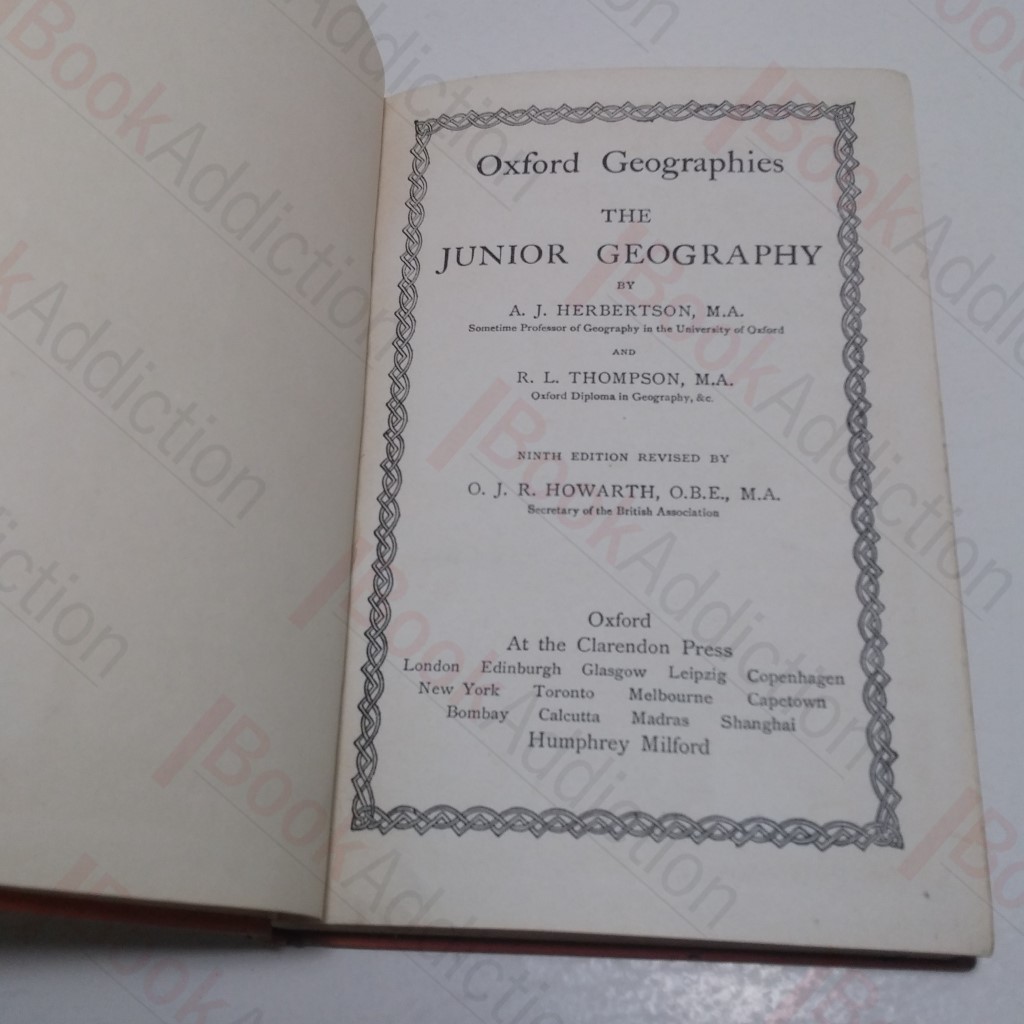 Oxford Geographies
THE
JUNIOR GEOGRAPHY
BY
A. J. HERBERTSON, M.A.
Sometime Professor of Geography in the University of Oxford
AND
R. L. THOMPSON, M.A.
Oxford Diploma in Geography, &c.
NINTH EDITION REVISED BY
O. J. R. HOWARTH, O.B.E., M.A.
Secretary of the British Association
Oxford
At the Clarendon Press
London Edinburgh Glasgow Leipzig Copenhagen
New York Toronto Melbourne Capetown
Bombay Calcutta Madras Shanghai
Humphrey Milford
BookAddiction